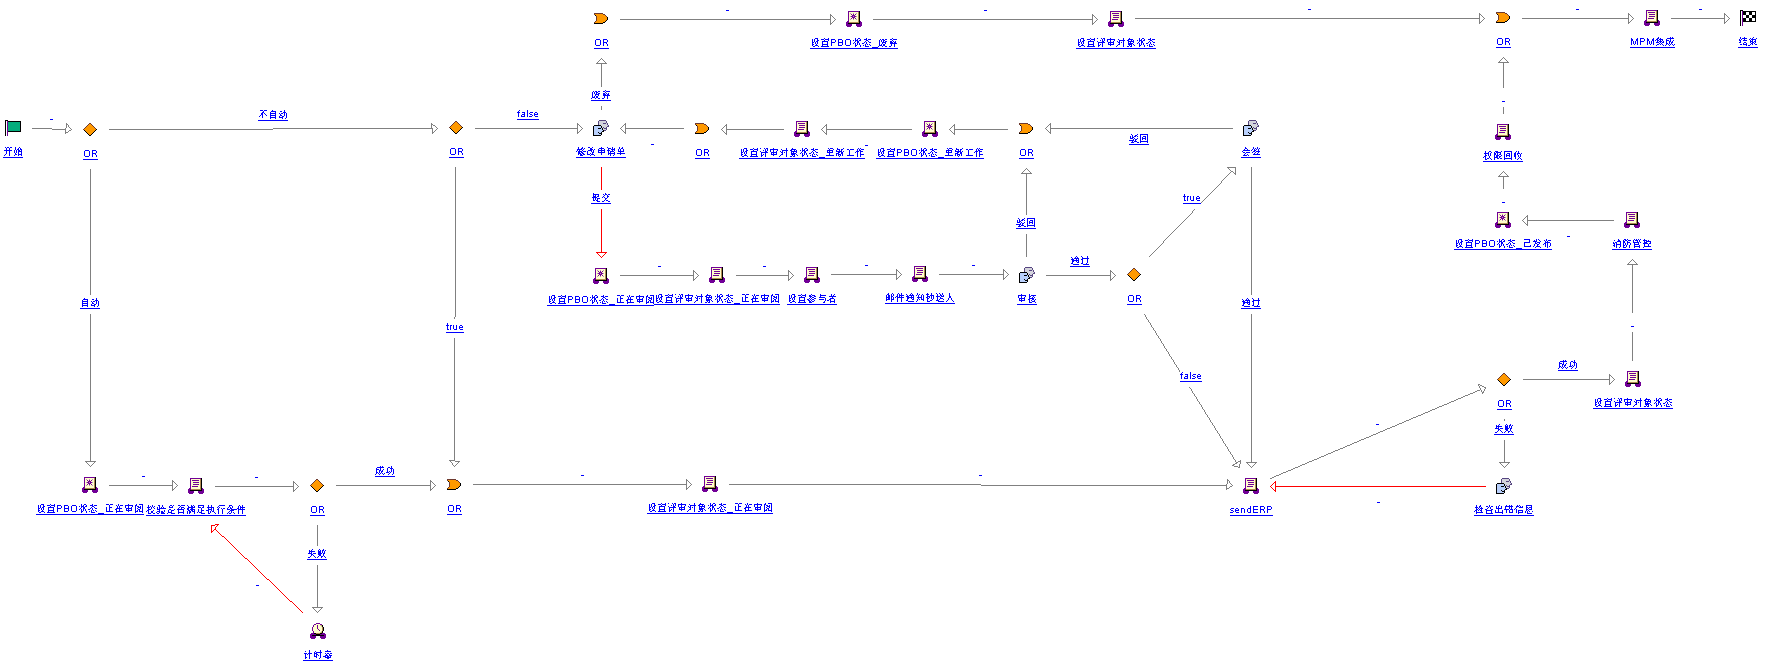 OR
设置PBO状态_废弃
设置评审对象状态
OR
MPM集成
结束
废弃
不自动
false
开始
OR
OR
修改申请单
OR
设置评审对象状态_重新工作
设置PBO状态_重新工作
OR
驳回
会签
权限回收
提交
驳回
true
设置PBO状态_已发布
消防管控
自动
通过
通过
设置PBO状态_正在审阅
设置评审对象状态_正在审阅
设置参与者
邮件通知抄送人
审核
OR
true
false
成功
OR
设置评审对象状态
失败
成功
设置PBO状态_正在审阅
校验是否满足执行条件
OR
OR
设置评审对象状态_正在审阅
sendERP
检查出错信息
失败
计时器